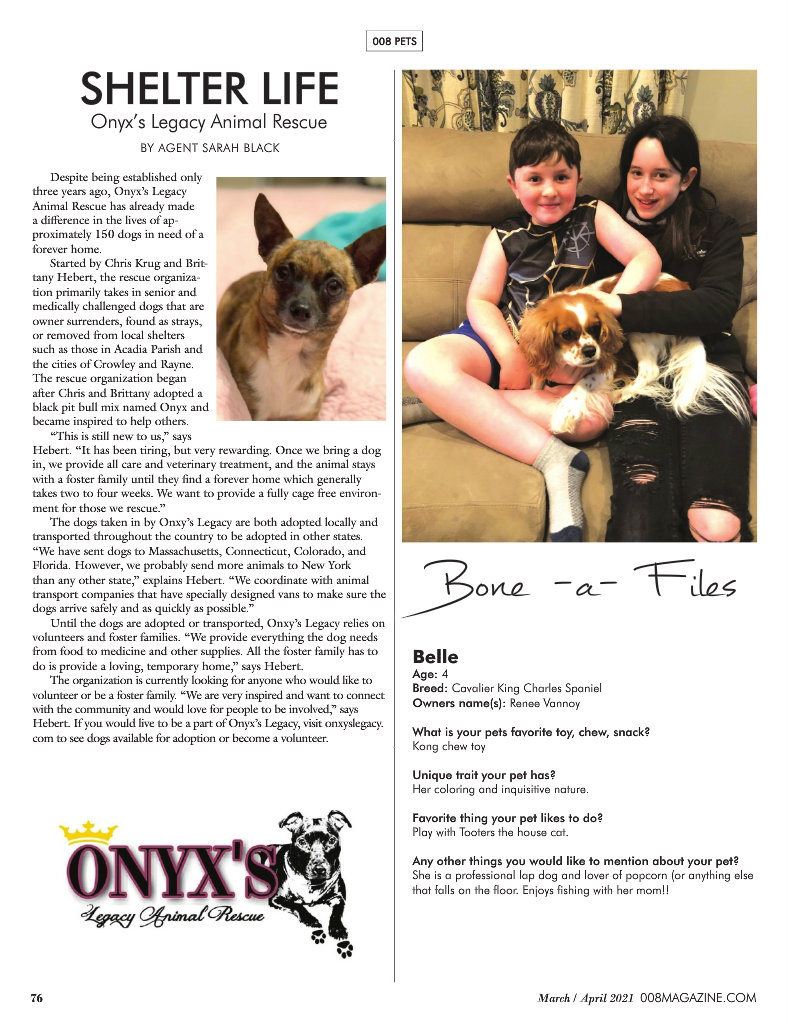 008 PETS
SHELTER LIFE
Onyx's Legacy Animal Rescue
BY AGENT SARAH BLACK
Despite being established only
three years ago, Onyx's Legacy
Animal Rescue has already made
a difference in the lives of ap-
proximately 150 dogs in need of a
forever home.
Started by Chris Krug and Brit-
tany Hebert, the rescue organiza-
tion primarily takes in senior and
medically challenged dogs that are
owner surrenders, found as strays,
or removed from local shelters
such as those in Acadia Parish and
the cities of Crowley and Rayne.
The rescue organization began
after Chris and Brittany adopted a
black pit bull mix named Onyx and
became inspired to help others.
“This is still new to us,” says
Hebert. “It has been tiring, but very rewarding. Once we bring a dog
in, we provide all care and veterinary treatment, and the animal stays
with a foster family until they find a forever home which generally
takes two to four weeks. We want to provide a fully cage free environ-
ment for those we rescue.”
The dogs taken in by Onxy's Legacy are both adopted locally and
transported throughout the country to be adopted in other states.
“We have sent dogs to Massachusetts, Connecticut, Colorado, and
Florida. However, we probably send more animals to New York
than any other state,” explains Hebert. “We coordinate with animal
transport companies that have specially designed vans to make sure the
dogs arrive safely and as quickly as possible.”
Until the dogs are adopted or transported, Onxy's Legacy relies on
volunteers and foster families. “We provide everything the dog needs
from food to medicine and other supplies. All the foster family has to
do is provide a loving, temporary home,” says Hebert.
The organization is currently looking for anyone who would like to
volunteer or be a foster family. “We are very inspired and want to connect
with the community and would love for people to be involved,” says
Hebert. If you would live to be a part of Onyx's Legacy, visit onxyslegacy.
com to see dogs available for adoption or become a volunteer.
ONYX'S
Legacy Animal Rescue
Bone -a- Files
Belle
Age: 4
Breed: Cavalier King Charles Spaniel
Owners name(s): Renee Vannoy
What is your pets favorite toy, chew, snack?
Kong chew toy
Unique trait your pet has?
Her coloring and inquisitive nature.
Favorite thing your pet likes to do?
Play with Tooters the house cat.
Any other things you would like to mention about your pet?
She is a professional lap dog and lover of popcorn (or anything else
that falls on the floor. Enjoys fishing with her mom!!
76
March / April 2021 008MAGAZINE.COM